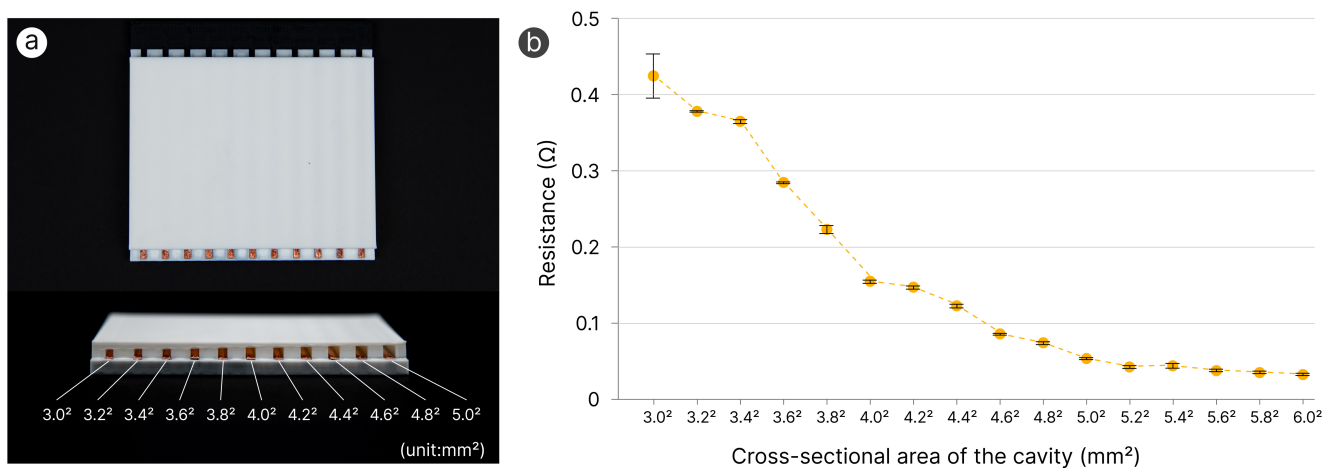 a
3.0² 3.2² 3.4² 3.6² 3.8² 4.0² 4.2² 4.4² 4.6² 4.8² 5.0²
(unit:mm²)
b
Resistance (Ω)
0.5
0.4
0.3
0.2
0.1
0
3.0² 3.2² 3.4² 3.6² 3.8² 4.0² 4.2² 4.4² 4.6² 4.8² 5.0² 5.2² 5.4² 5.6² 5.8² 6.0²
Cross-sectional area of the cavity (mm²)